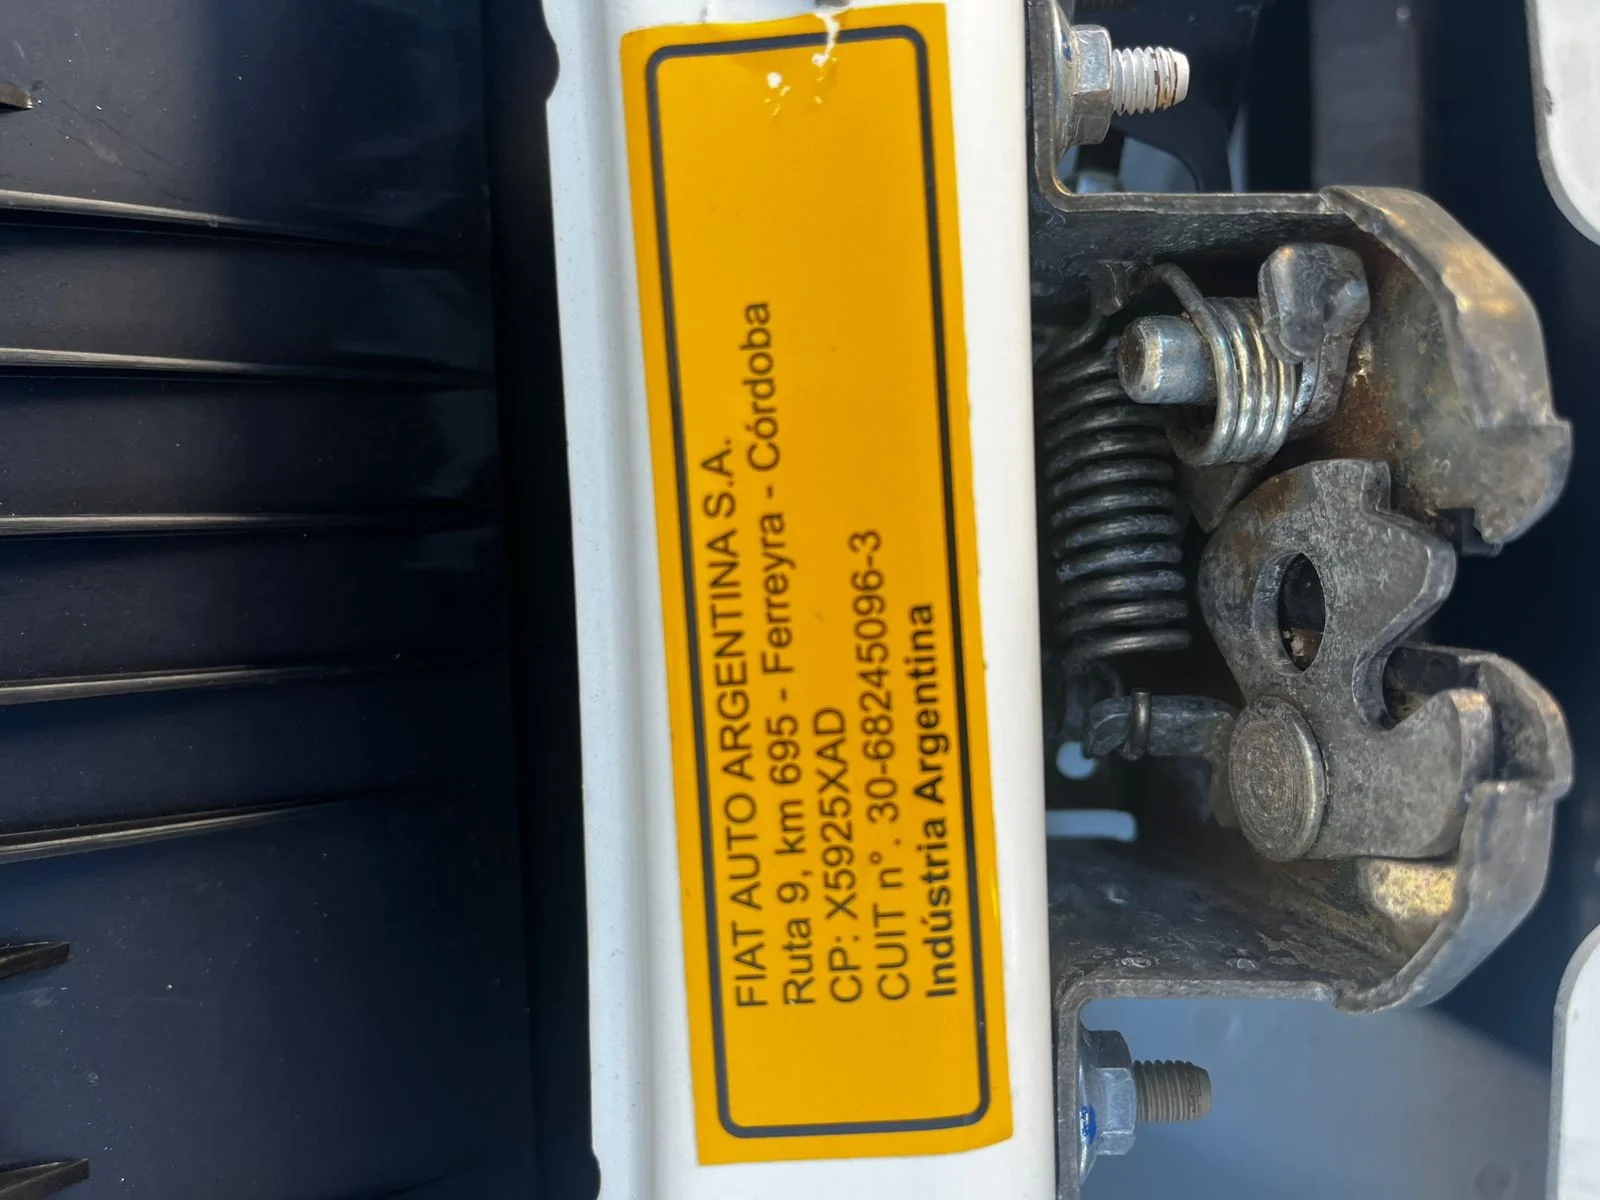 FIAT AUTO ARGENTINA S.A.
Ruta 9, km 695 - Ferreyra - Córdoba
CP: X5925XAD
CUIT n°. 30-68245096-3
Indústria Argentina